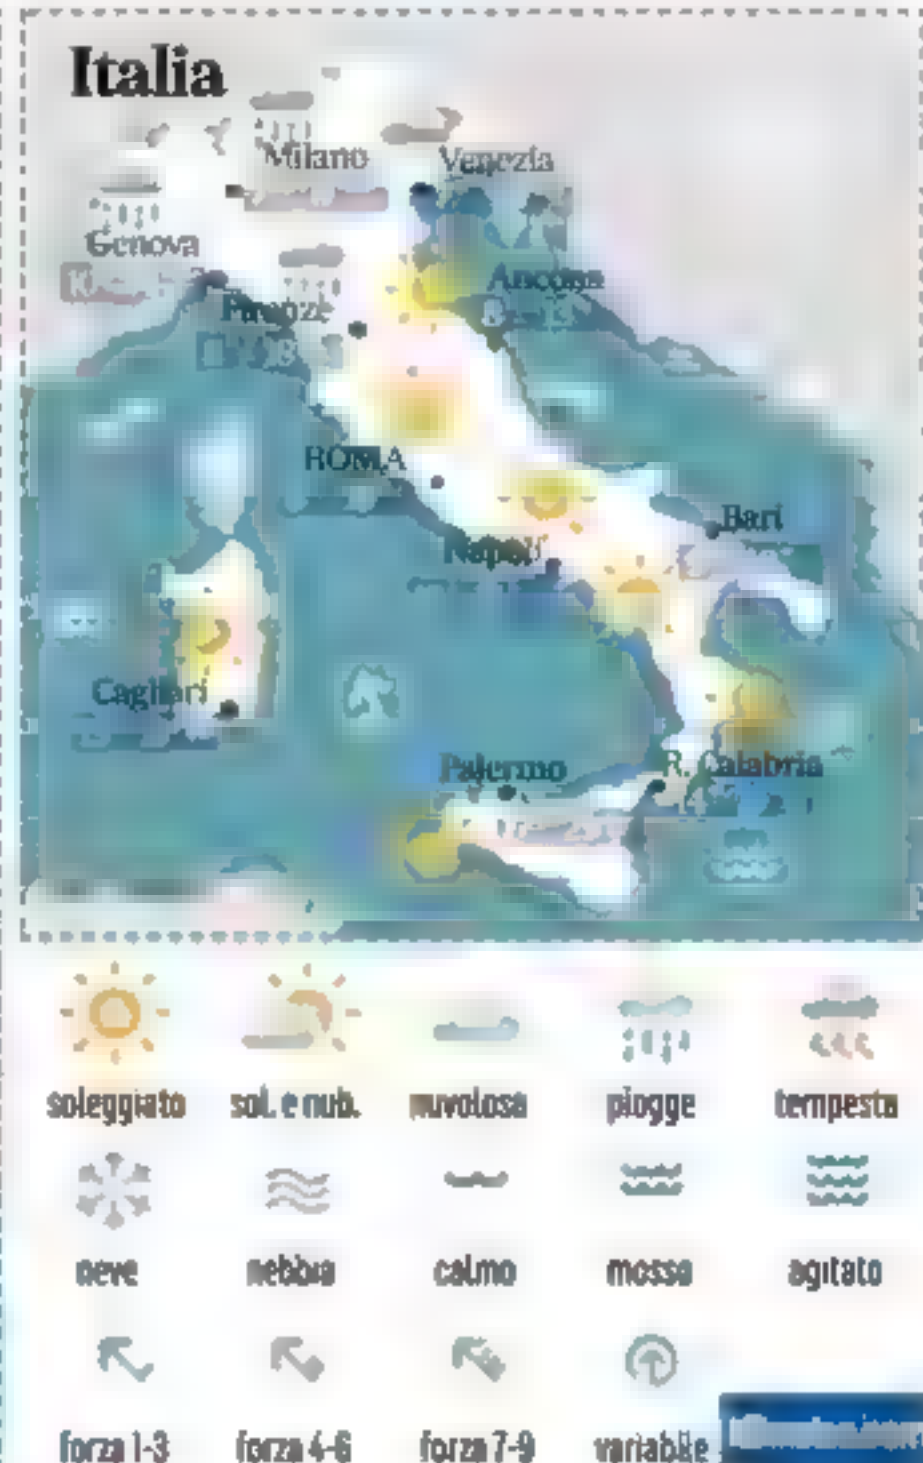 Italia
Milano
Venezia
Genova
Ancona
Firenze
ROMA
Bari
Napoli
Cagliari
Palermo
R. Calabria
soleggiato
sol. e nub.
nuvoloso
piogge
tempesta
neve
nebbia
calmo
mosso
agitato
forza 1-3
forza 4-6
forza 7-9
variabile